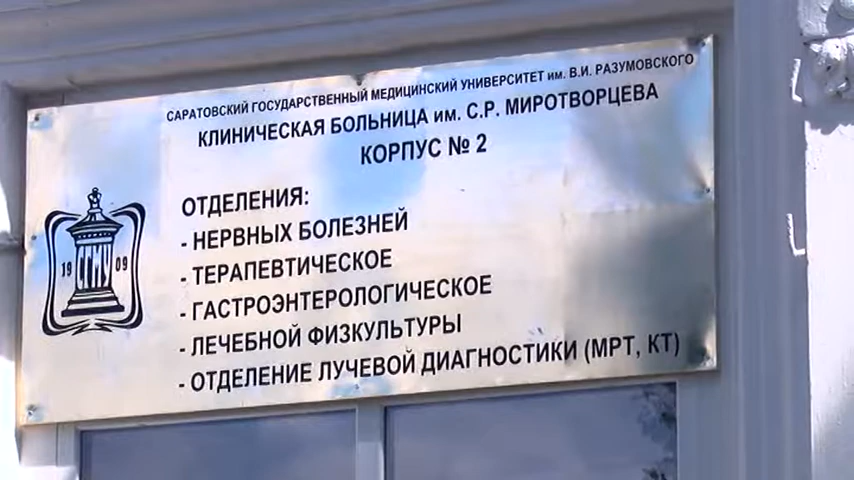 САРАТОВСКИЙ ГОСУДАРСТВЕННЫЙ МЕДИЦИНСКИЙ УНИВЕРСИТЕТ им. В.И. РАЗУМОВСКОГО
КЛИНИЧЕСКАЯ БОЛЬНИЦА им. С.Р. МИРОТВОРЦЕВА
КОРПУС № 2
ОТДЕЛЕНИЯ:
- НЕРВНЫХ БОЛЕЗНЕЙ
- ТЕРАПЕВТИЧЕСКОЕ
- ГАСТРОЭНТЕРОЛОГИЧЕСКОЕ
- ЛЕЧЕБНОЙ ФИЗКУЛЬТУРЫ
- ОТДЕЛЕНИЕ ЛУЧЕВОЙ ДИАГНОСТИКИ (МРТ, КТ)
19 СГМУ 09